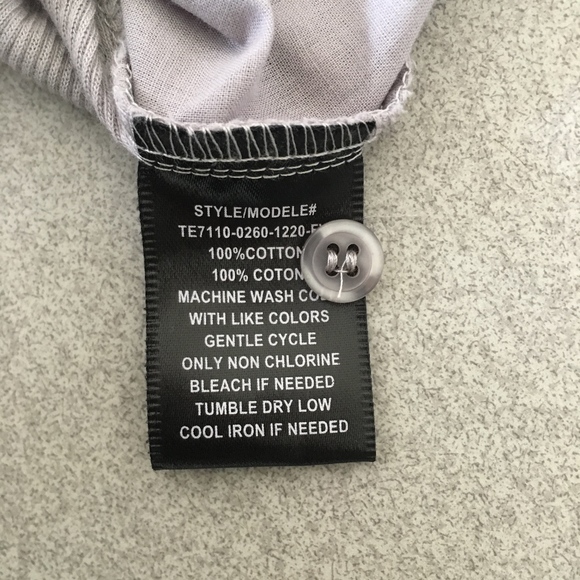 STYLE/MODELE#
TE7110-0260-1220-
100%COTTON
100% COTON
MACHINE WASH
WITH LIKE COLORS
GENTLE CYCLE
ONLY NON CHLORINE
BLEACH IF NEEDED
TUMBLE DRY LOW
COOL IRON IF NEEDED